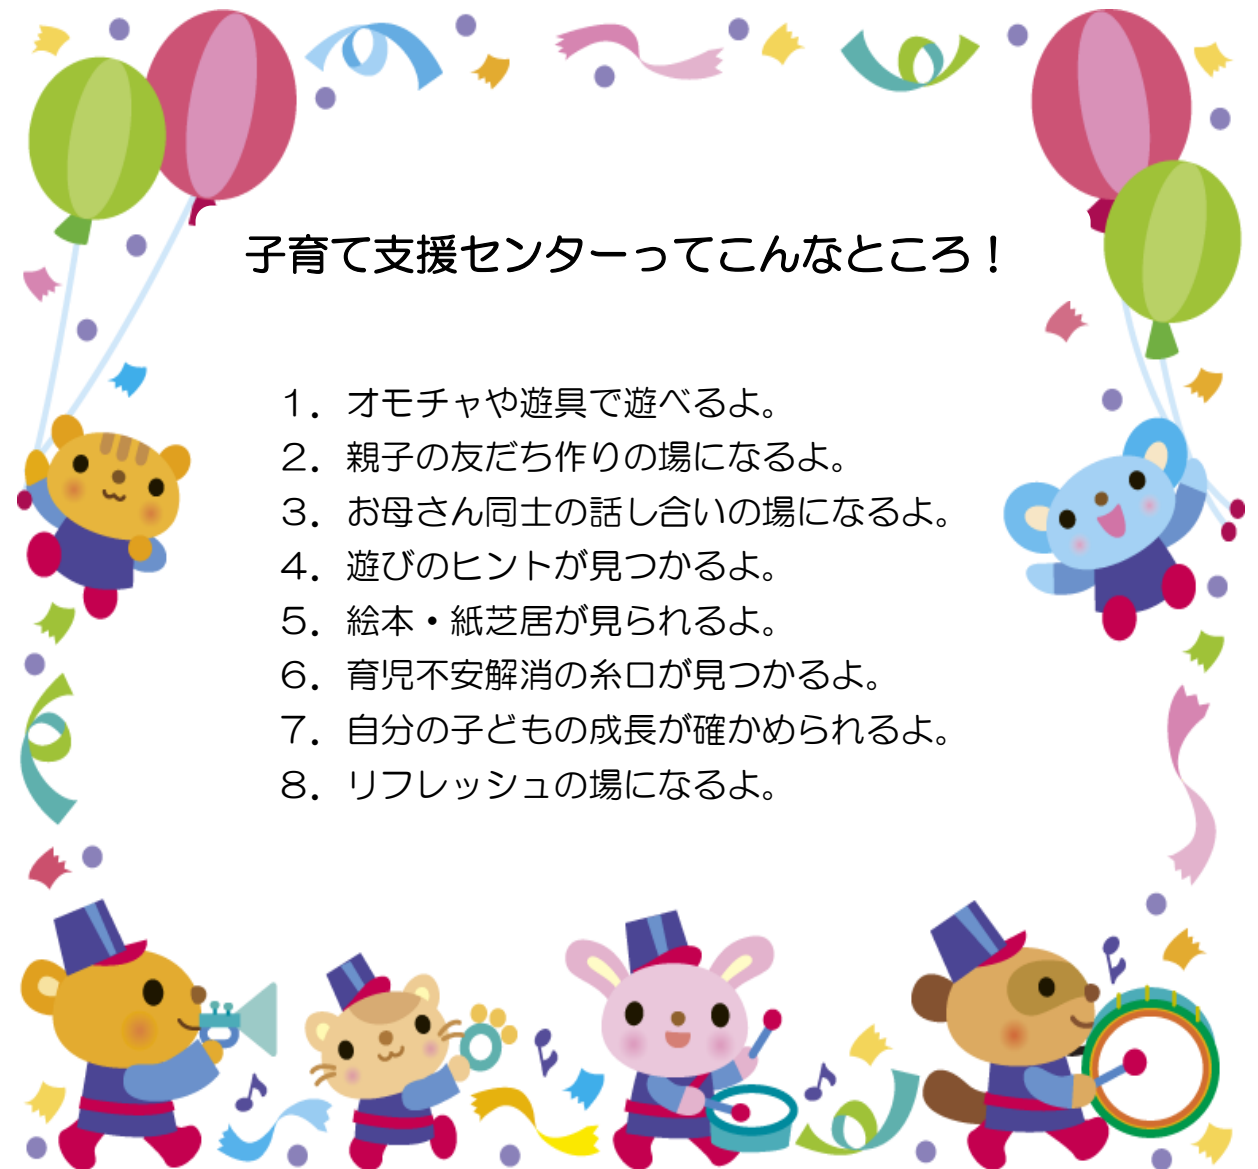 子育て支援センターってこんなところ！
１．オモチャや遊具で遊べるよ。
２．親子の友だち作りの場になるよ。
３．お母さん同士の話し合いの場になるよ。
４．遊びのヒントが見つかるよ。
５．絵本・紙芝居が見られるよ。
６．育児不安解消の糸口が見つかるよ。
７．自分の子どもの成長が確かめられるよ。
８．リフレッシュの場になるよ。